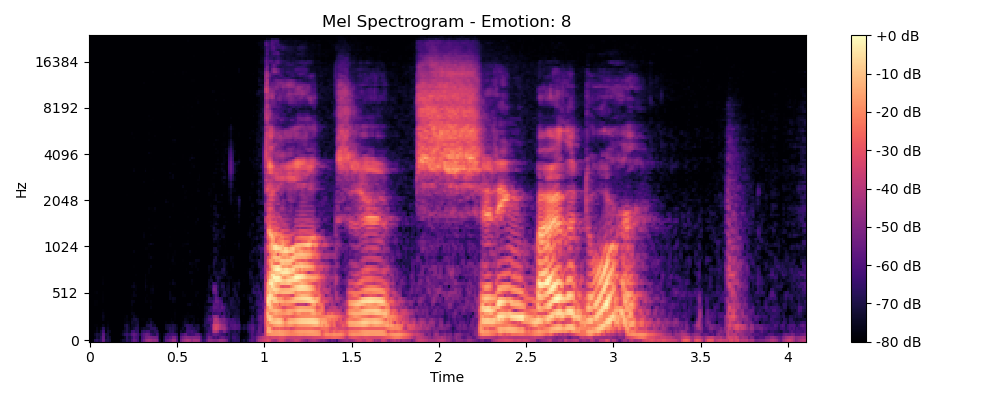 Mel Spectrogram - Emotion: 8
Hz
16384
8192
4096
2048
1024
512
0
0 0.5 1 1.5 2 2.5 3 3.5 4
Time
+0 dB
-10 dB
-20 dB
-30 dB
-40 dB
-50 dB
-60 dB
-70 dB
-80 dB